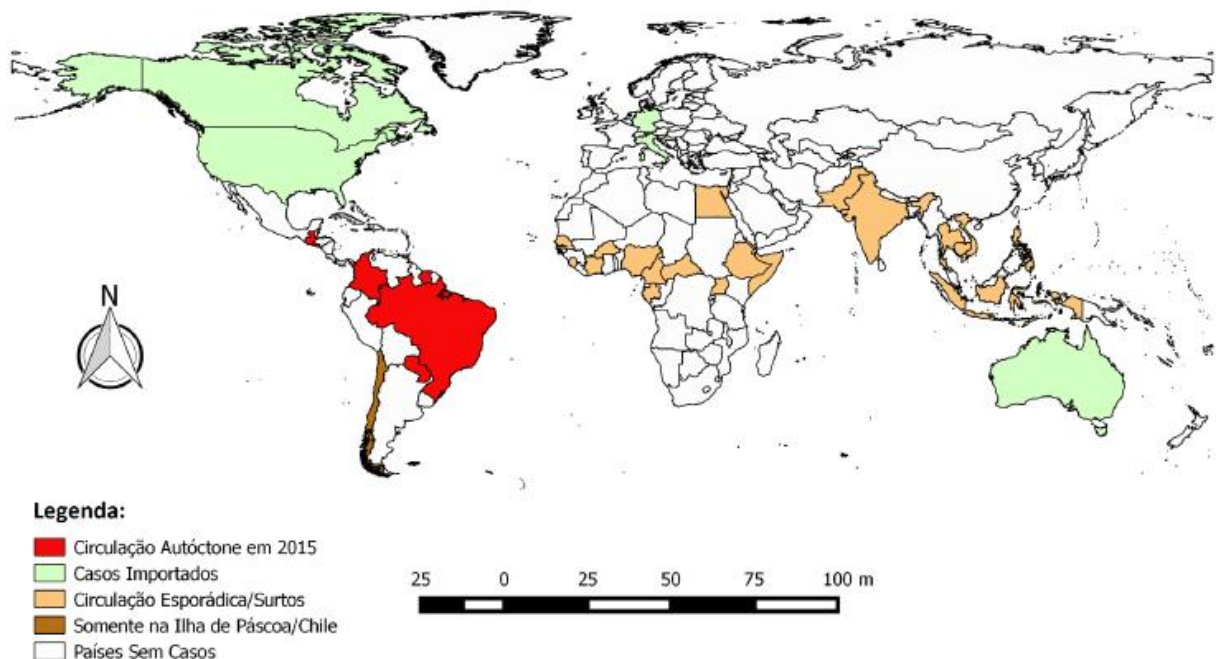 N
Legenda:
Circulação Autóctone em 2015
Casos Importados
Circulação Esporádica/Surtos
Somente na Ilha de Páscoa/Chile
Países Sem Casos
25 0 25 50 75 100 m